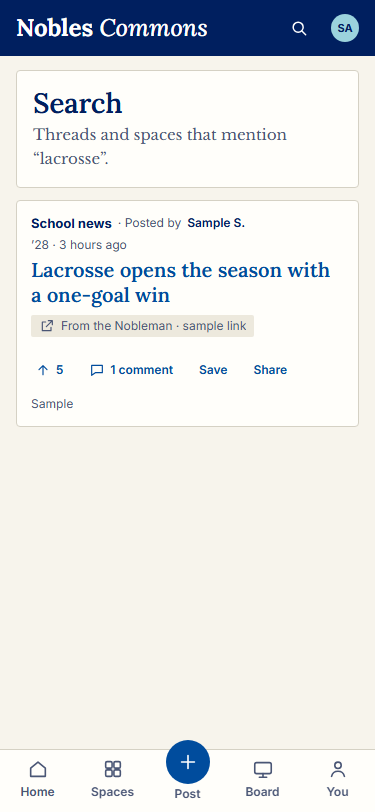 Nobles Commons
SA
Search
Threads and spaces that mention
“lacrosse”.
School news · Posted by Sample S.
’28 · 3 hours ago
Lacrosse opens the season with
a one-goal win
From the Nobleman · sample link
5 1 comment Save Share
Sample
Home Spaces Post Board You